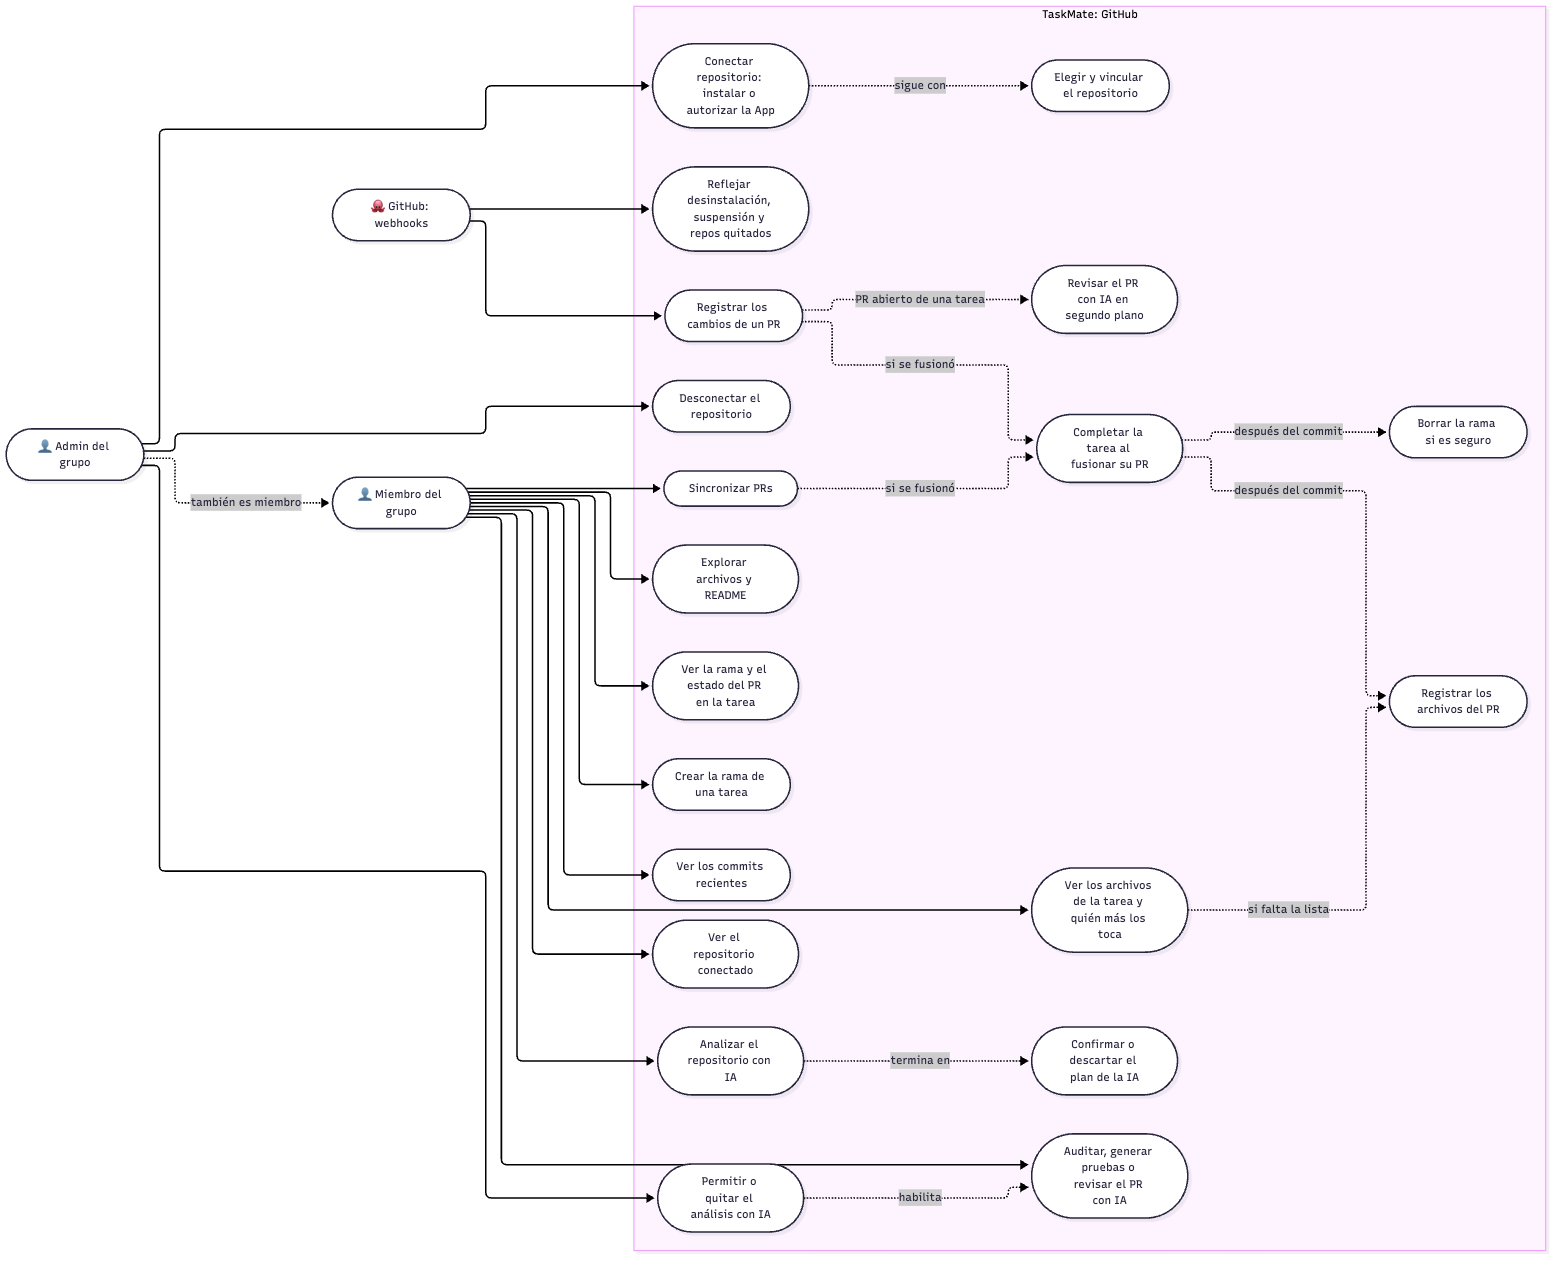 TaskMate: GitHub
Conectar
repositorio:
instalar o
autorizar la App
sigue con
Elegir y vincular
el repositorio
GitHub:
webhooks
Reflejar
desinstalación,
suspensión y
repos quitados
Registrar los
cambios de un PR
PR abierto de una tarea
Revisar el PR
con IA en
segundo plano
si se fusionó
Desconectar el
repositorio
Admin del
grupo
también es miembro
Miembro del
grupo
Sincronizar PRs
si se fusionó
Completar la
tarea al
fusionar su PR
después del commit
Borrar la rama
si es seguro
después del commit
Explorar
archivos y
README
Ver la rama y el
estado del PR
en la tarea
Registrar los
archivos del PR
Crear la rama de
una tarea
Ver los commits
recientes
Ver los archivos
de la tarea y
quién más los
toca
si falta la lista
Ver el
repositorio
conectado
Analizar el
repositorio con
IA
termina en
Confirmar o
descartar el
plan de la IA
Permitir o
quitar el
análisis con IA
habilita
Auditar, generar
pruebas o
revisar el PR
con IA